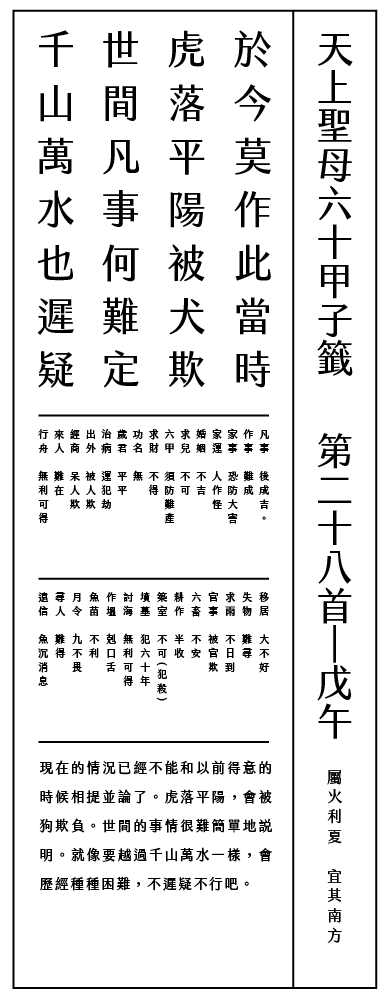 天上聖母六十甲子籤　第二十八首—戊午
屬火利夏　宜其南方
於今莫作此當時
虎落平陽被犬欺
世間凡事何難定
千山萬水也遲疑
凡事　後成吉。
作事　難成
家事　恐防大害
家運　人作怪
婚姻　不吉
求兒　不可
六甲　須防難產
求財　不得
功名　無
歲君　平平
治病　運犯劫
出外　被人欺
經商　呆人欺
來人　難在
行舟　無利可得
移居　大不好
失物　難尋
求雨　不日到
官事　被官欺
六畜　不安
耕作　半收
築室　不可(犯煞)
墳墓　犯六十年
討海　無利可得
作塭　剋口舌
魚苗　不利
月令　九不畏
尋人　難得
遠信　魚沉消息
現在的情況已經不能和以前得意的
時候相提並論了。虎落平陽，會被
狗欺負。世間的事情很難簡單地說
明。就像要越過千山萬水一樣，會
歷經種種困難，不遲疑不行吧。